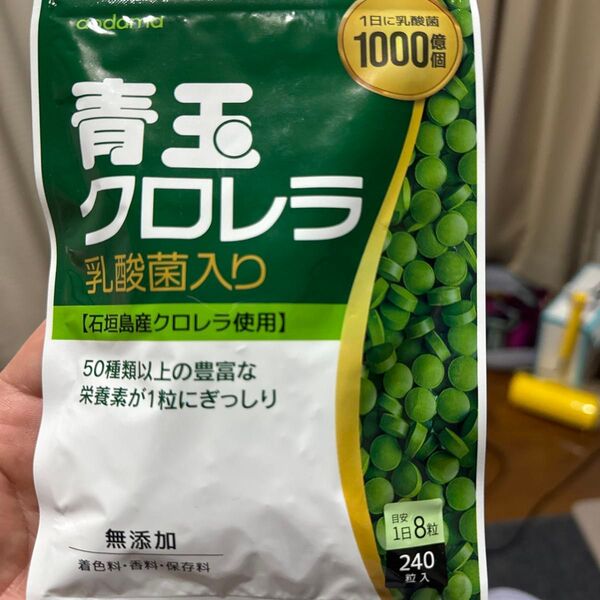 aodama
1日に乳酸菌
1000億個
青玉
クロレラ
乳酸菌入り
【石垣島産クロレラ使用】
50種類以上の豊富な
栄養素が1粒にぎっしり
無添加
着色料・香料・保存料
目安
1日8粒
240
粒入